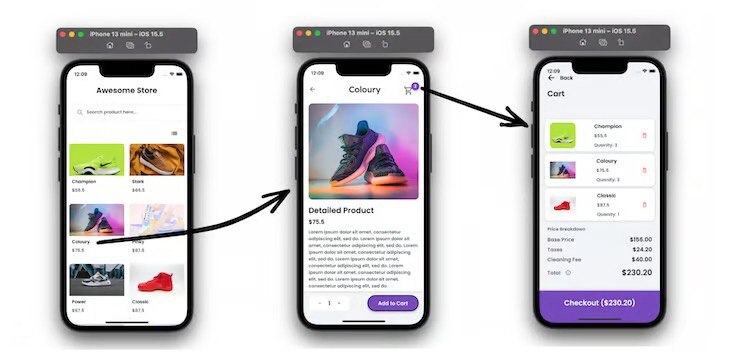 iPhone 13 mini – iOS 15.5
12:09
Awesome Store
Search product here...
Champion
$55.5
Stark
$65.5
Coloury
$75.5
Pinky
Power
$67.5
Classic
$87.5
iPhone 13 mini – iOS 15.5
12:09
Coloury
Detailed Product
$75.5
Lorem ipsum dolor sit amet, consectetur
adipiscing elit, sed do. Lorem ipsum dolor sit
amet, consectetur adipiscing elit, sed do.
Lorem ipsum dolor sit amet, consectetur
adipiscing elit, sed do. Lorem ipsum dolor sit
amet, consectetur adipiscing elit, sed do.
Lorem ipsum dolor sit amet, consectetur
adipiscing elit, sed do. Lorem ipsum dolor sit
amet, consectetur adipiscing elit, sed do.
- 1 +
Add to Cart
iPhone 13 mini – iOS 15.5
12:09
Back
Cart
Champion
$55.5
Quantity: 3
Coloury
$75.5
Quantity: 3
Classic
$87.5
Quantity: 1
Price Breakdown
Base Price $156.00
Taxes $24.20
Cleaning Fee $40.00
Total $230.20
Checkout ($230.20)